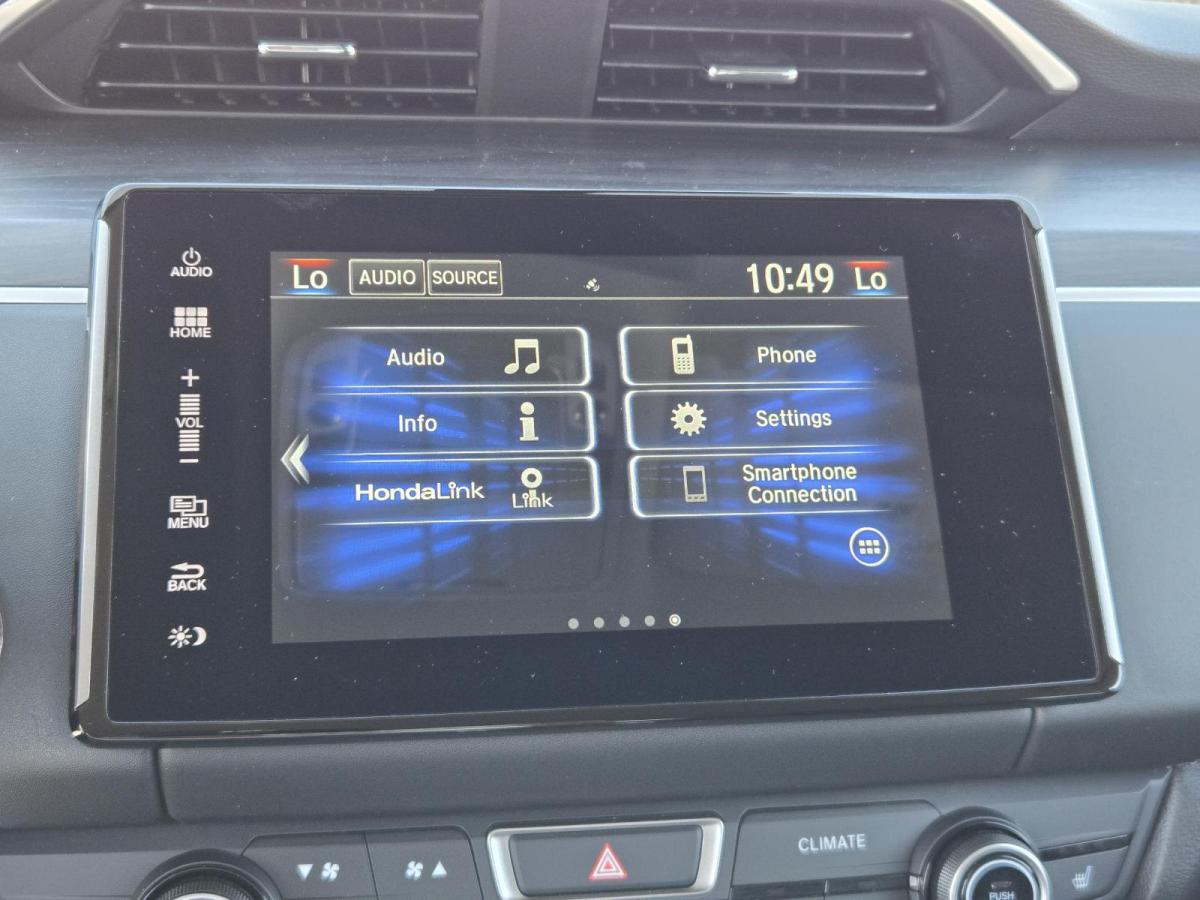 AUDIO
HOME
+
VOL
−
MENU
BACK
Lo AUDIO SOURCE 10:49 Lo
Audio
Phone
Info
i
Settings
HondaLink
Link
Smartphone
Connection
CLIMATE
PUSH